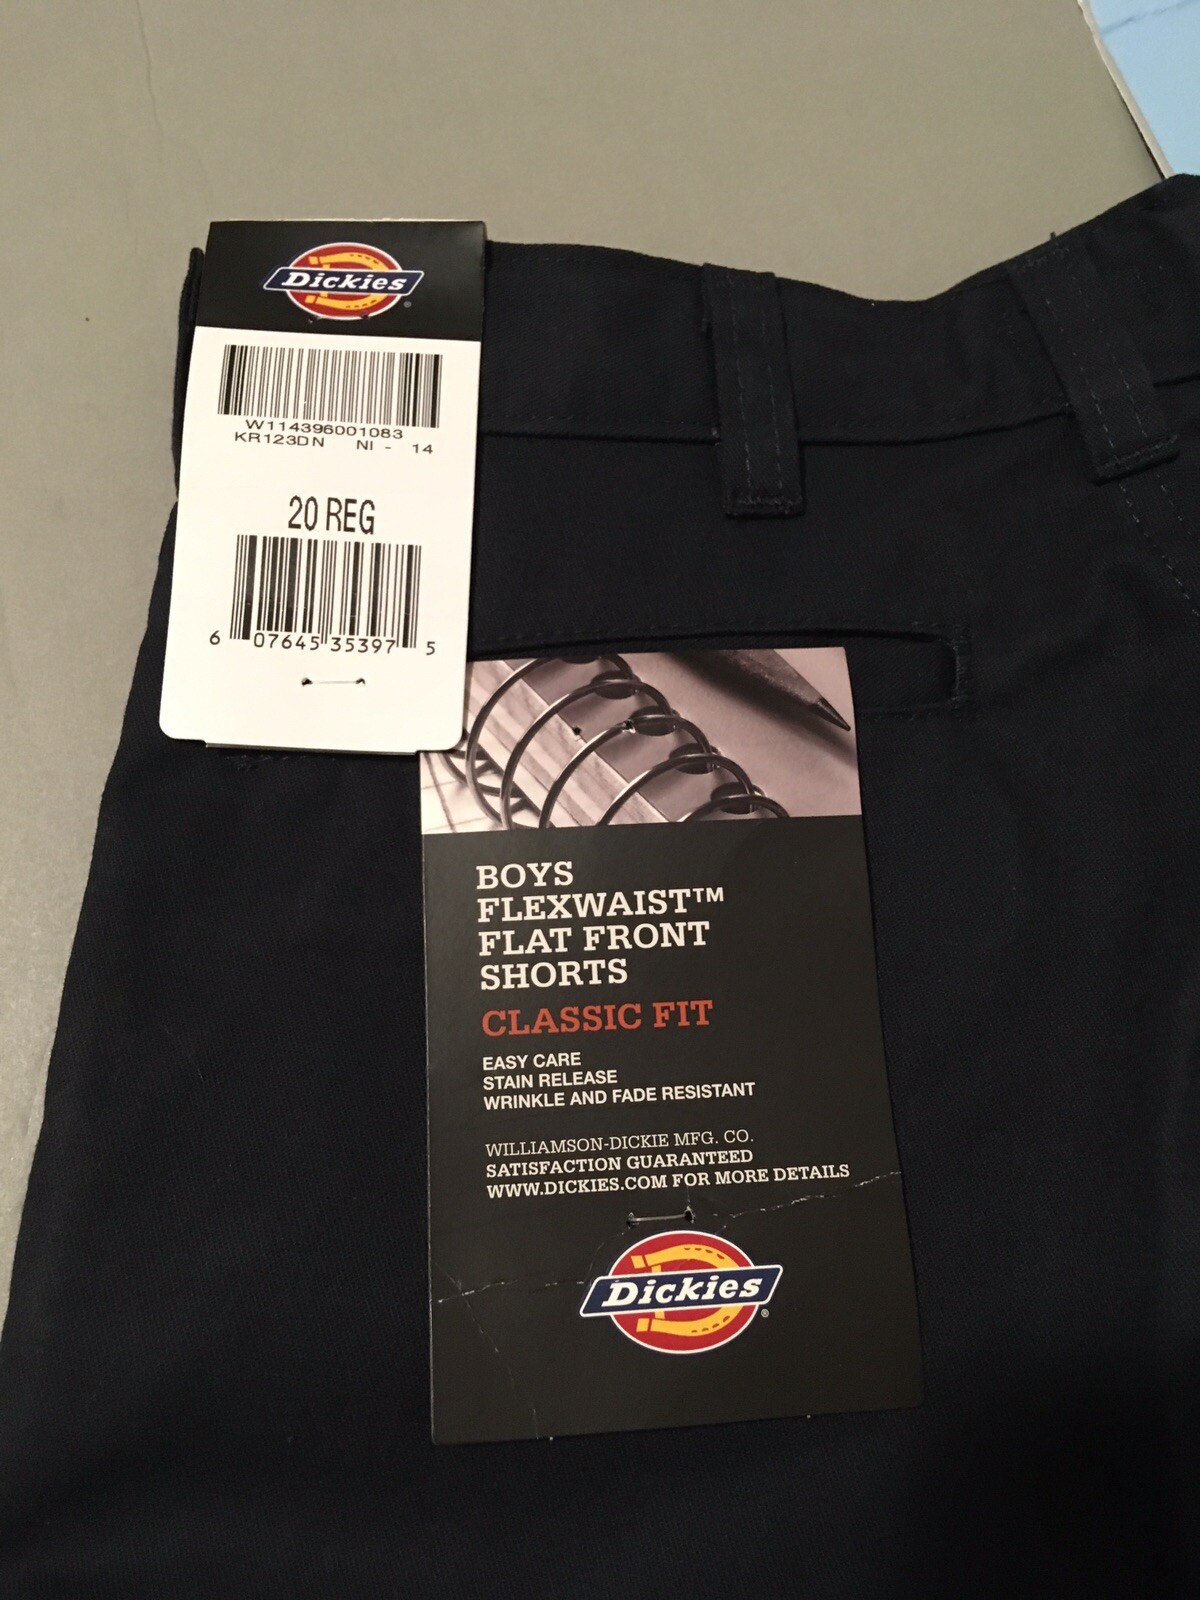 Dickies
W114396001083
KR123DN NI - 14
20 REG
6 07645 35397 5
BOYS
FLEXWAIST™
FLAT FRONT
SHORTS
CLASSIC FIT
EASY CARE
STAIN RELEASE
WRINKLE AND FADE RESISTANT
WILLIAMSON-DICKIE MFG. CO.
SATISFACTION GUARANTEED
WWW.DICKIES.COM FOR MORE DETAILS
Dickies®